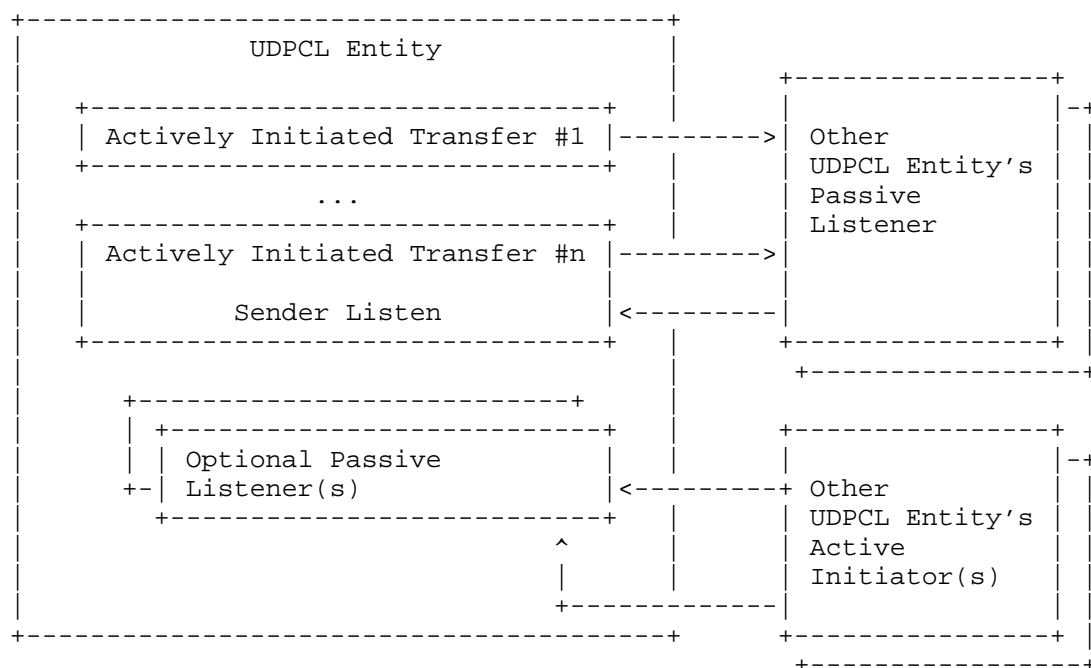 UDPCL Entity
Actively Initiated Transfer #1
...
Actively Initiated Transfer #n
Sender Listen
Other
UDPCL Entity's
Passive
Listener
Optional Passive
Listener(s)
Other
UDPCL Entity's
Active
Initiator(s)